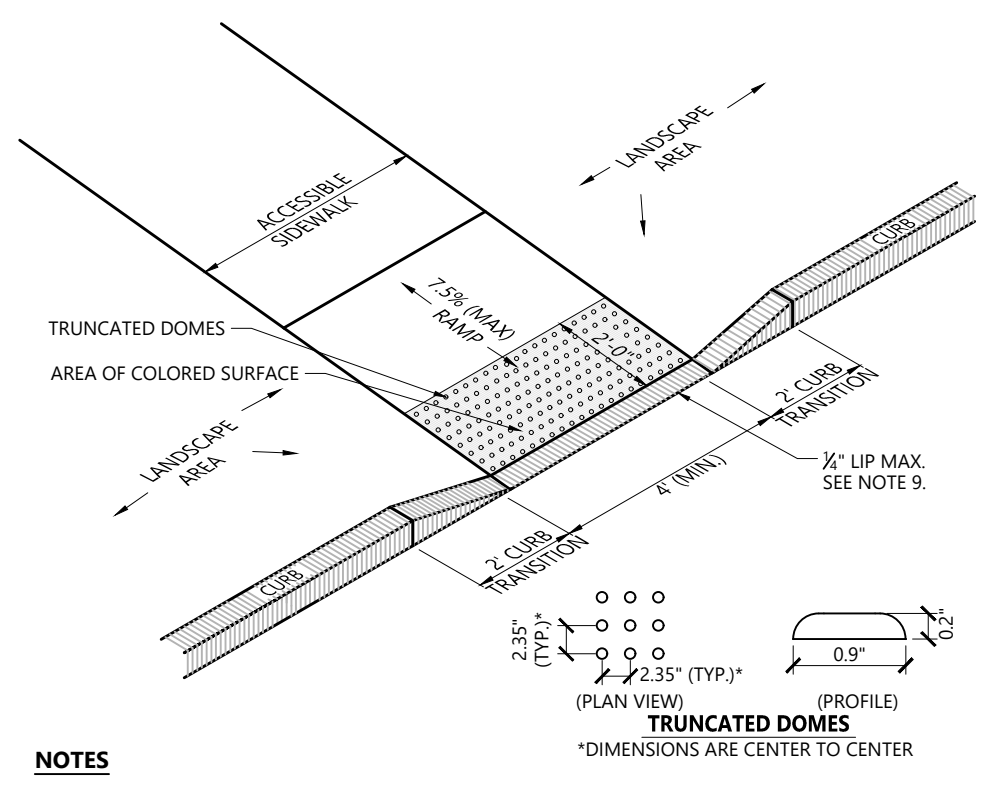 LANDSCAPE
AREA
ACCESSIBLE
SIDEWALK
CURB
7.5% (MAX)
RAMP
TRUNCATED DOMES
2'-0"
AREA OF COLORED SURFACE
2' CURB
TRANSITION
LANDSCAPE
AREA
1/4" LIP MAX.
SEE NOTE 9.
4' (MIN.)
2' CURB
TRANSITION
CURB
2.35"
(TYP.)*
2.35" (TYP.)*
(PLAN VIEW)
0.2"
0.9"
(PROFILE)
TRUNCATED DOMES
*DIMENSIONS ARE CENTER TO CENTER
NOTES